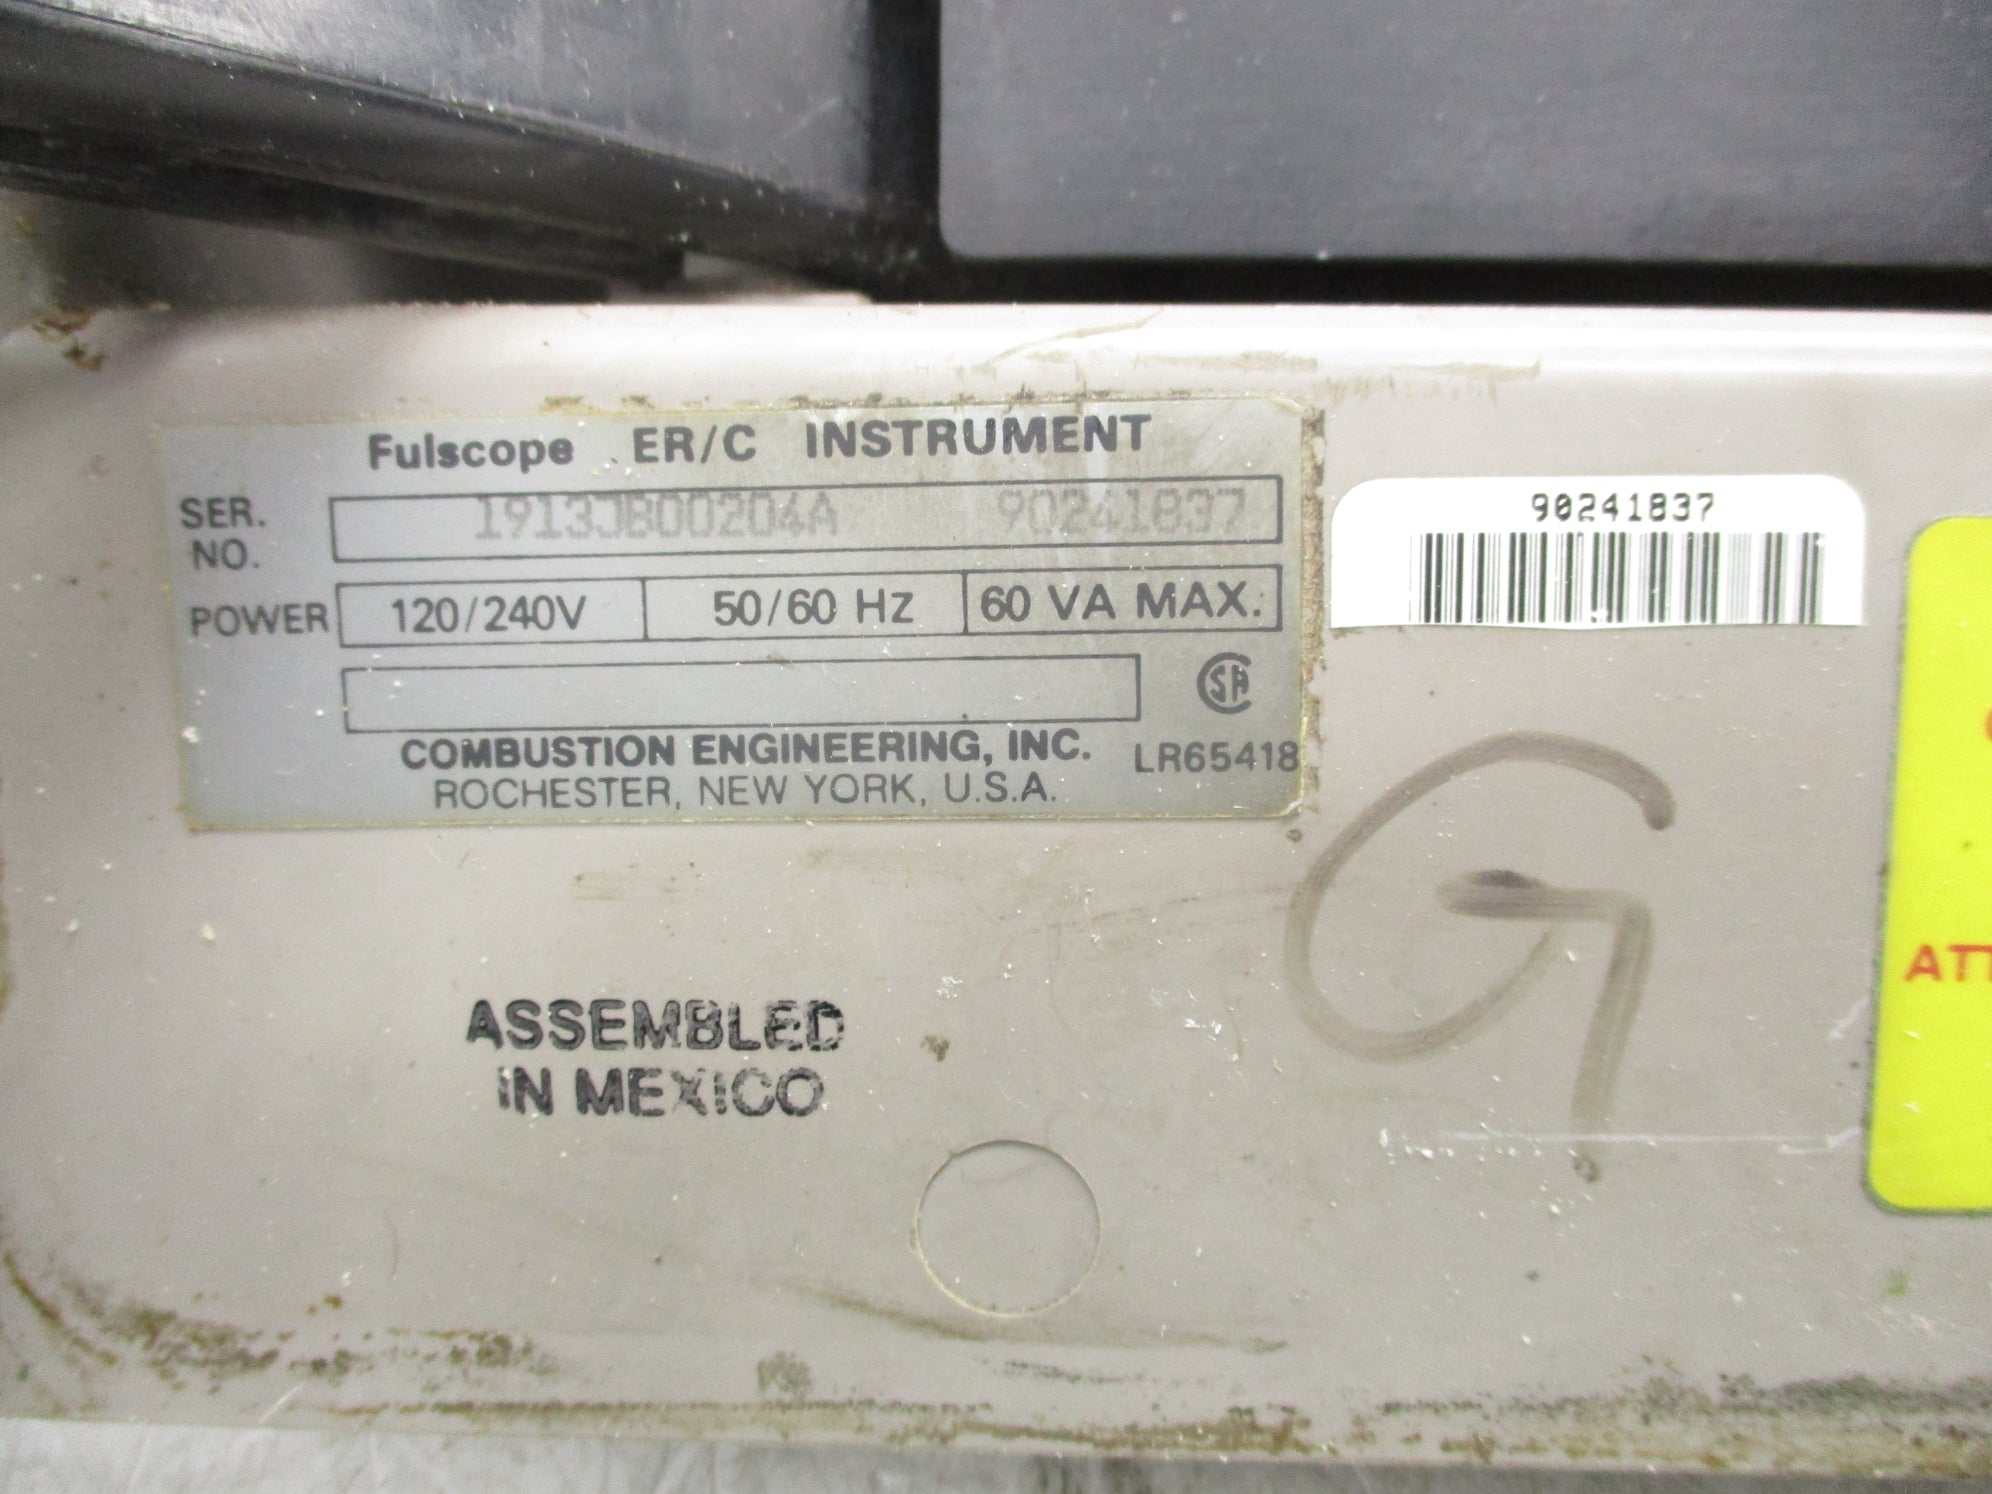 Fulscope ER/C INSTRUMENT
SER. NO. 1913JB00204A 90241837
POWER 120/240V 50/60 HZ 60 VA MAX.
CSA
COMBUSTION ENGINEERING, INC. LR65418
ROCHESTER, NEW YORK, U.S.A.
90241837
G
ATT
ASSEMBLED
IN MEXICO